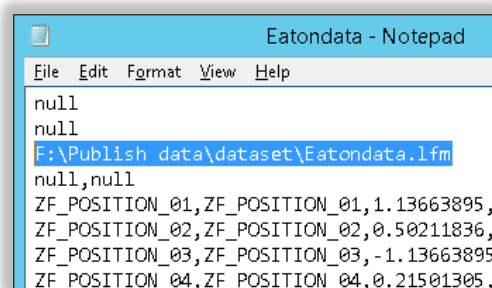 Eatondata - Notepad
File Edit Format View Help
null
null
F:\Publish data\dataset\Eatondata.lfm
null,null
ZF_POSITION_01,ZF_POSITION_01,1.13663895,
ZF_POSITION_02,ZF_POSITION_02,0.50211836,
ZF_POSITION_03,ZF_POSITION_03,-1.13663895
ZF_POSITION_04,ZF_POSITION_04,0.21501305,